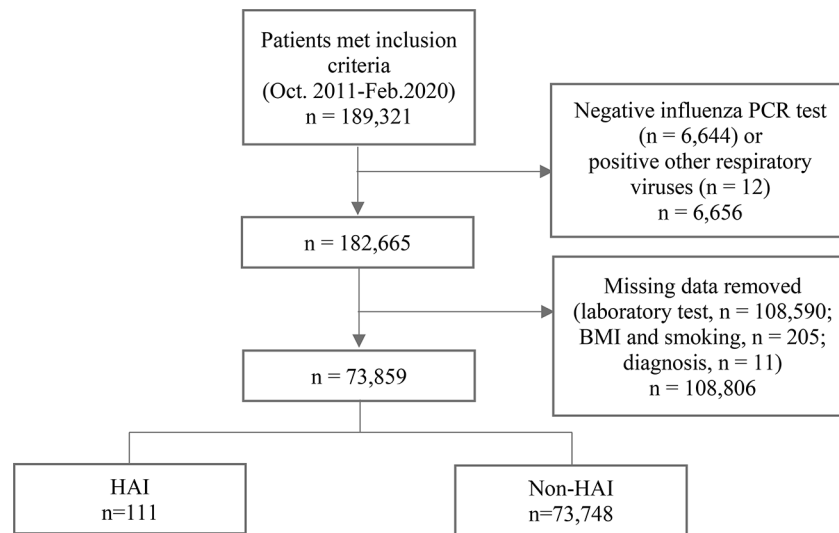 Patients met inclusion
criteria
(Oct. 2011-Feb.2020)
n = 189,321
Negative influenza PCR test
(n = 6,644) or
positive other respiratory
viruses (n = 12)
n = 6,656
n = 182,665
Missing data removed
(laboratory test, n = 108,590;
BMI and smoking, n = 205;
diagnosis, n = 11)
n = 108,806
n = 73,859
HAI
n=111
Non-HAI
n=73,748